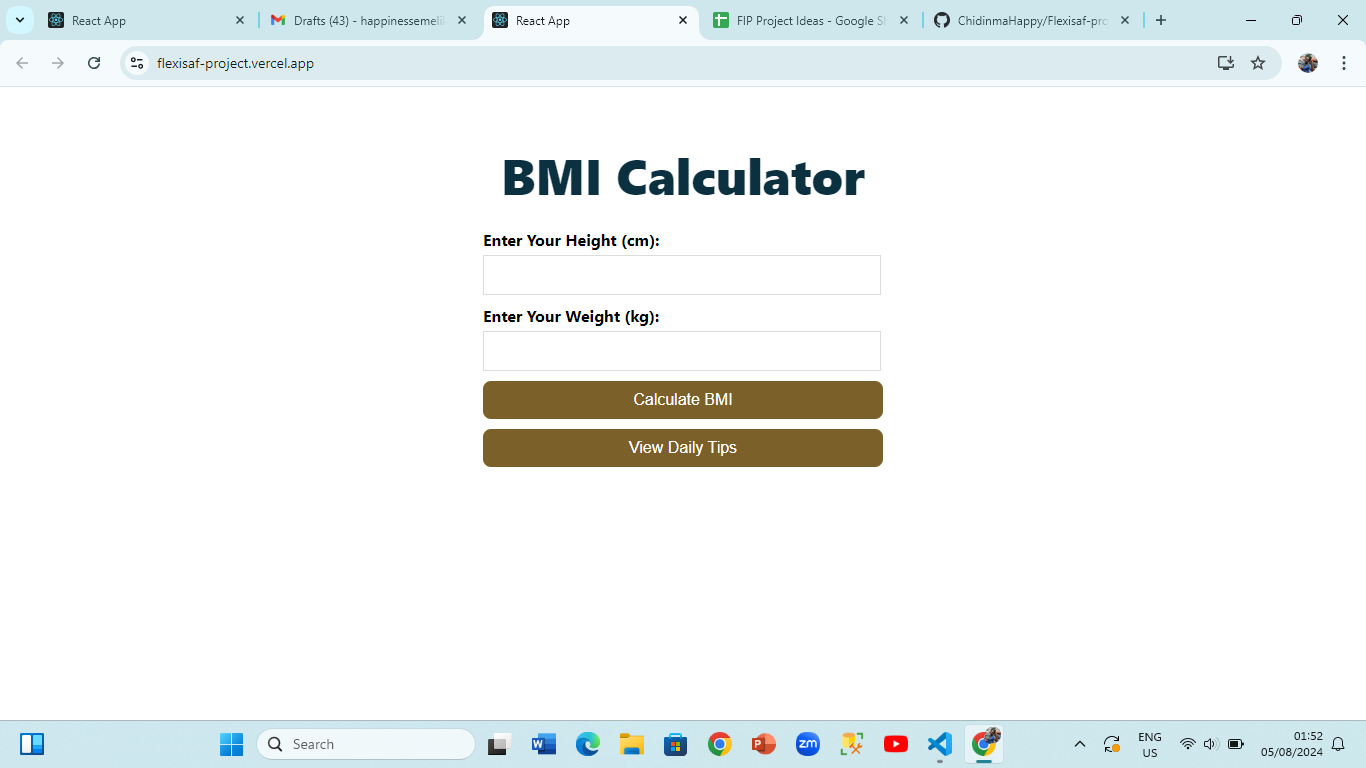 React App
Drafts (43) - happinessemeli
React App
FIP Project Ideas - Google Sh
ChidinmaHappy/Flexisaf-pro
flexisaf-project.vercel.app
BMI Calculator
Enter Your Height (cm):
Enter Your Weight (kg):
Calculate BMI
View Daily Tips
Search
W
P
zm
ENG
US
01:52
05/08/2024